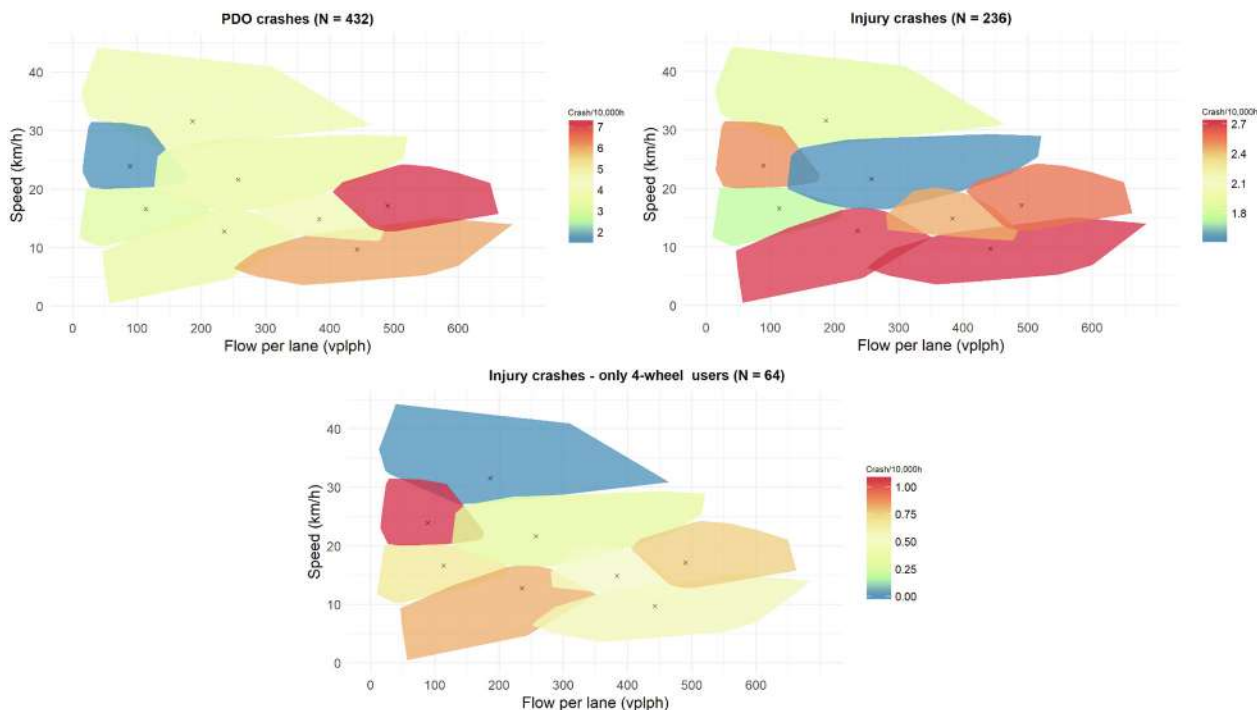 PDO crashes (N = 432)
Speed (km/h)
40
30
20
10
0
0 100 200 300 400 500 600
Flow per lane (vplph)
Crash/10,000h
7
6
5
4
3
2
Injury crashes (N = 236)
Speed (km/h)
40
30
20
10
0
0 100 200 300 400 500 600
Flow per lane (vplph)
Crash/10,000h
2.7
2.4
2.1
1.8
Injury crashes - only 4-wheel users (N = 64)
Speed (km/h)
40
30
20
10
0
0 100 200 300 400 500 600
Flow per lane (vplph)
Crash/10,000h
1.00
0.75
0.50
0.25
0.00